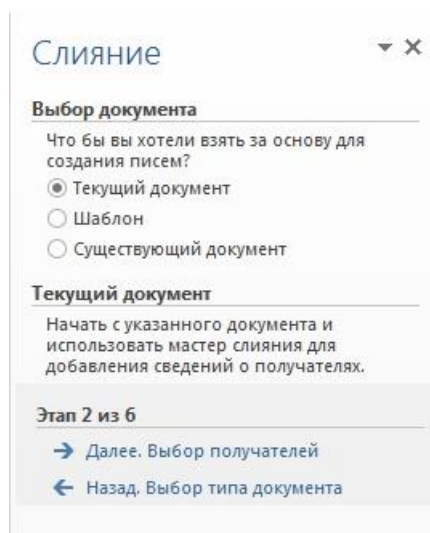 Слияние
Выбор документа
Что бы вы хотели взять за основу для
создания писем?
Текущий документ
Шаблон
Существующий документ
Текущий документ
Начать с указанного документа и
использовать мастер слияния для
добавления сведений о получателях.
Этап 2 из 6
Далее. Выбор получателей
Назад. Выбор типа документа